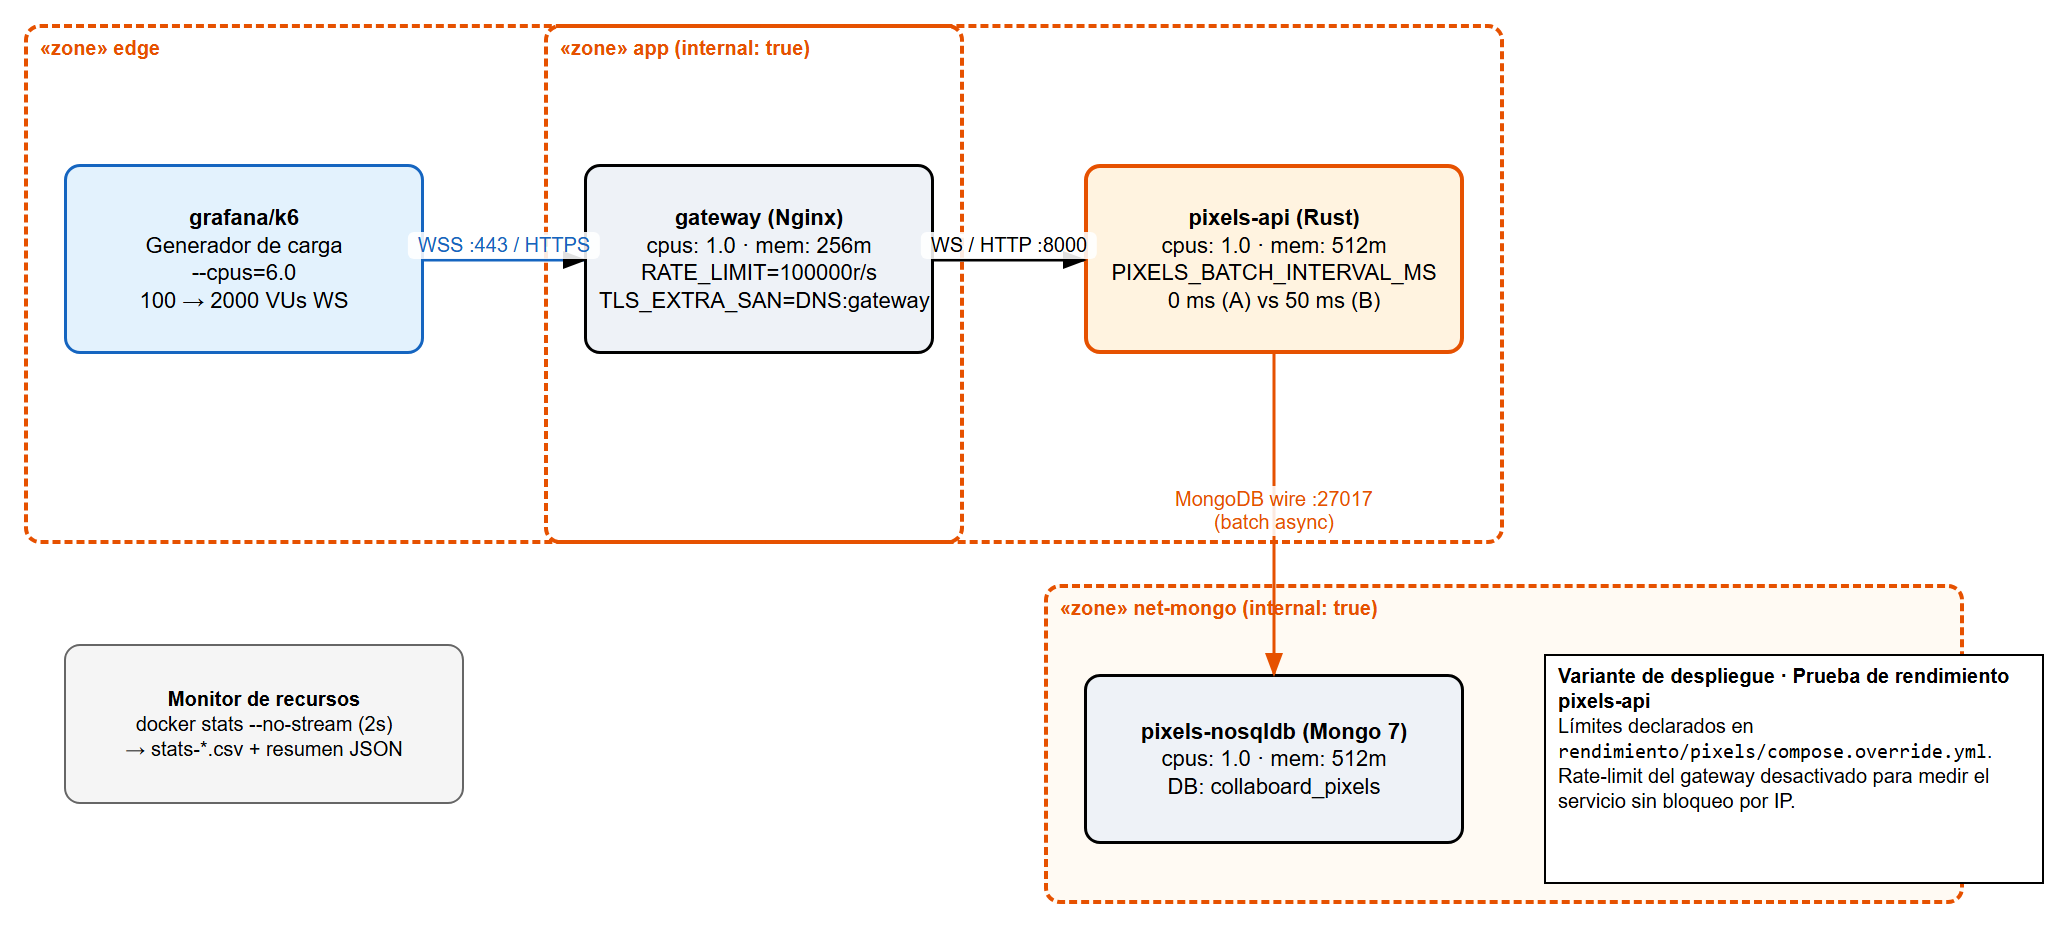 «zone» edge
«zone» app (internal: true)
grafana/k6
Generador de carga
--cpus=6.0
100 → 2000 VUs WS
WSS :443 / HTTPS
gateway (Nginx)
cpus: 1.0 · mem: 256m
RATE_LIMIT=100000r/s
TLS_EXTRA_SAN=DNS:gateway
WS / HTTP :8000
pixels-api (Rust)
cpus: 1.0 · mem: 512m
PIXELS_BATCH_INTERVAL_MS
0 ms (A) vs 50 ms (B)
MongoDB wire :27017
(batch async)
«zone» net-mongo (internal: true)
Monitor de recursos
docker stats --no-stream (2s)
→ stats-*.csv + resumen JSON
pixels-nosqldb (Mongo 7)
cpus: 1.0 · mem: 512m
DB: collaboard_pixels
Variante de despliegue · Prueba de rendimiento
pixels-api
Límites declarados en
rendimiento/pixels/compose.override.yml.
Rate-limit del gateway desactivado para medir el
servicio sin bloqueo por IP.